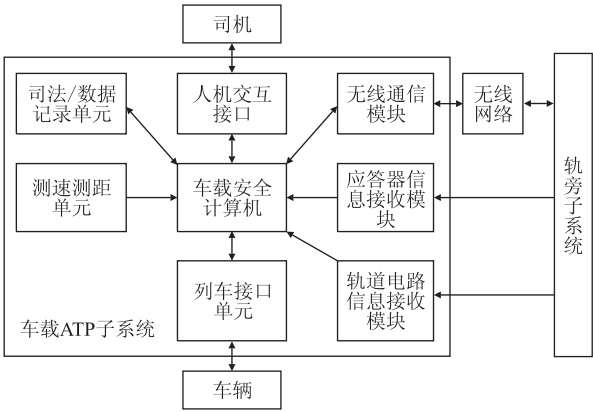 司机
司法/数据
记录单元
人机交互
接口
无线通信
模块
无线
网络
测速测距
单元
车载安全
计算机
应答器信
息接收模
块
轨旁子系统
列车接口
单元
轨道电路
信息接收
模块
车载ATP子系统
车辆